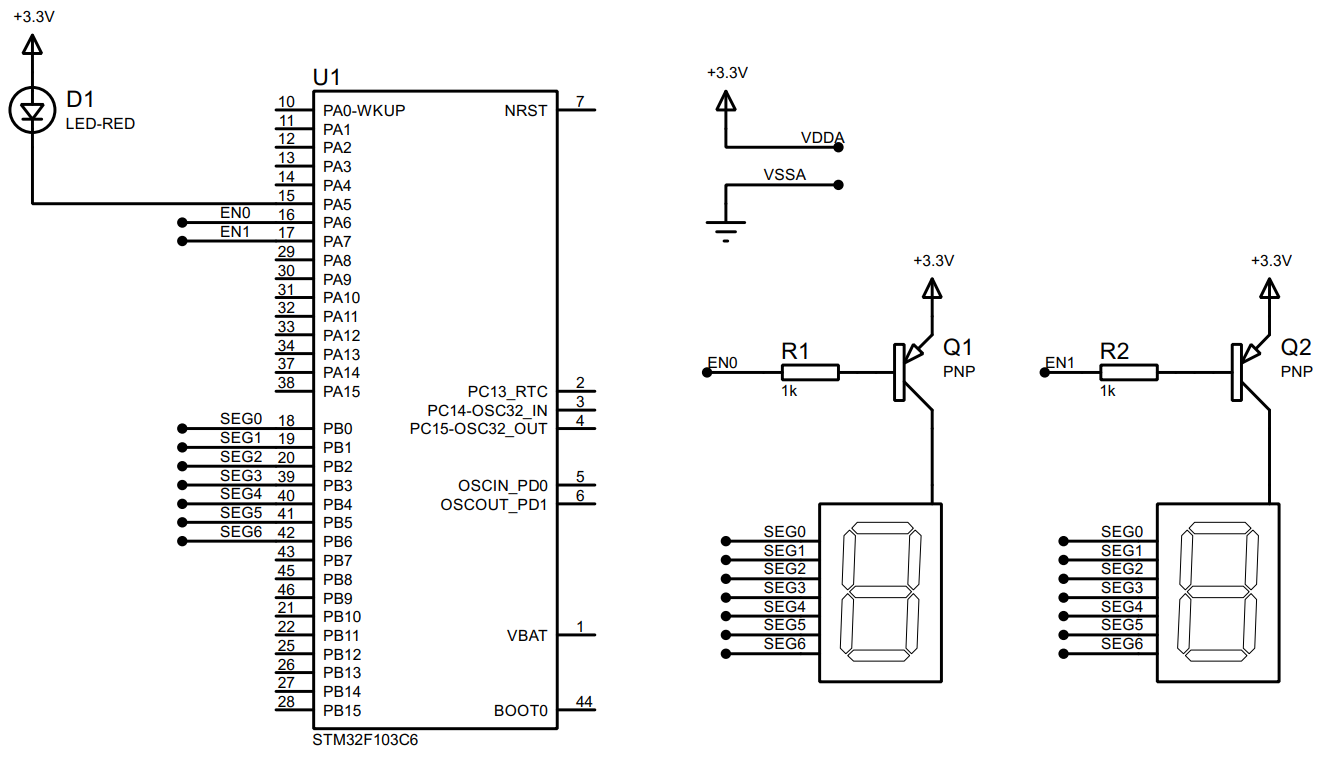 +3.3V
D1
LED-RED
U1
10 PA0-WKUP
11 PA1
12 PA2
13 PA3
14 PA4
15 PA5
EN0 16 PA6
EN1 17 PA7
29 PA8
30 PA9
31 PA10
32 PA11
33 PA12
34 PA13
37 PA14
38 PA15
SEG0 18 PB0
SEG1 19 PB1
SEG2 20 PB2
SEG3 39 PB3
SEG4 40 PB4
SEG5 41 PB5
SEG6 42 PB6
43 PB7
45 PB8
46 PB9
21 PB10
22 PB11
25 PB12
26 PB13
27 PB14
28 PB15
NRST 7
PC13_RTC 2
PC14-OSC32_IN 3
PC15-OSC32_OUT 4
OSCIN_PD0 5
OSCOUT_PD1 6
VBAT 1
BOOT0 44
STM32F103C6
+3.3V
VDDA
VSSA
+3.3V
EN0
R1
1k
Q1
PNP
SEG0
SEG1
SEG2
SEG3
SEG4
SEG5
SEG6
+3.3V
EN1
R2
1k
Q2
PNP
SEG0
SEG1
SEG2
SEG3
SEG4
SEG5
SEG6